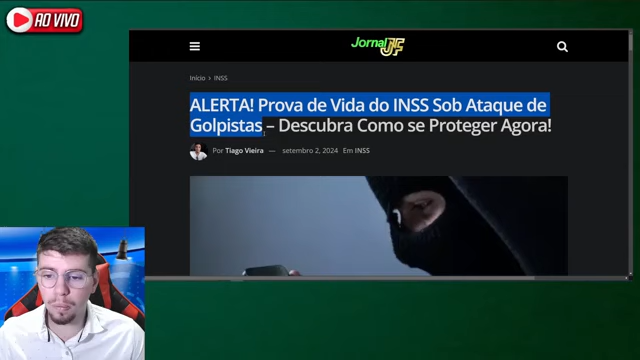 AO VIVO
Jornal JF
Início > INSS
ALERTA! Prova de Vida do INSS Sob Ataque de
Golpistas – Descubra Como se Proteger Agora!
Por Tiago Vieira — setembro 2, 2024 Em INSS